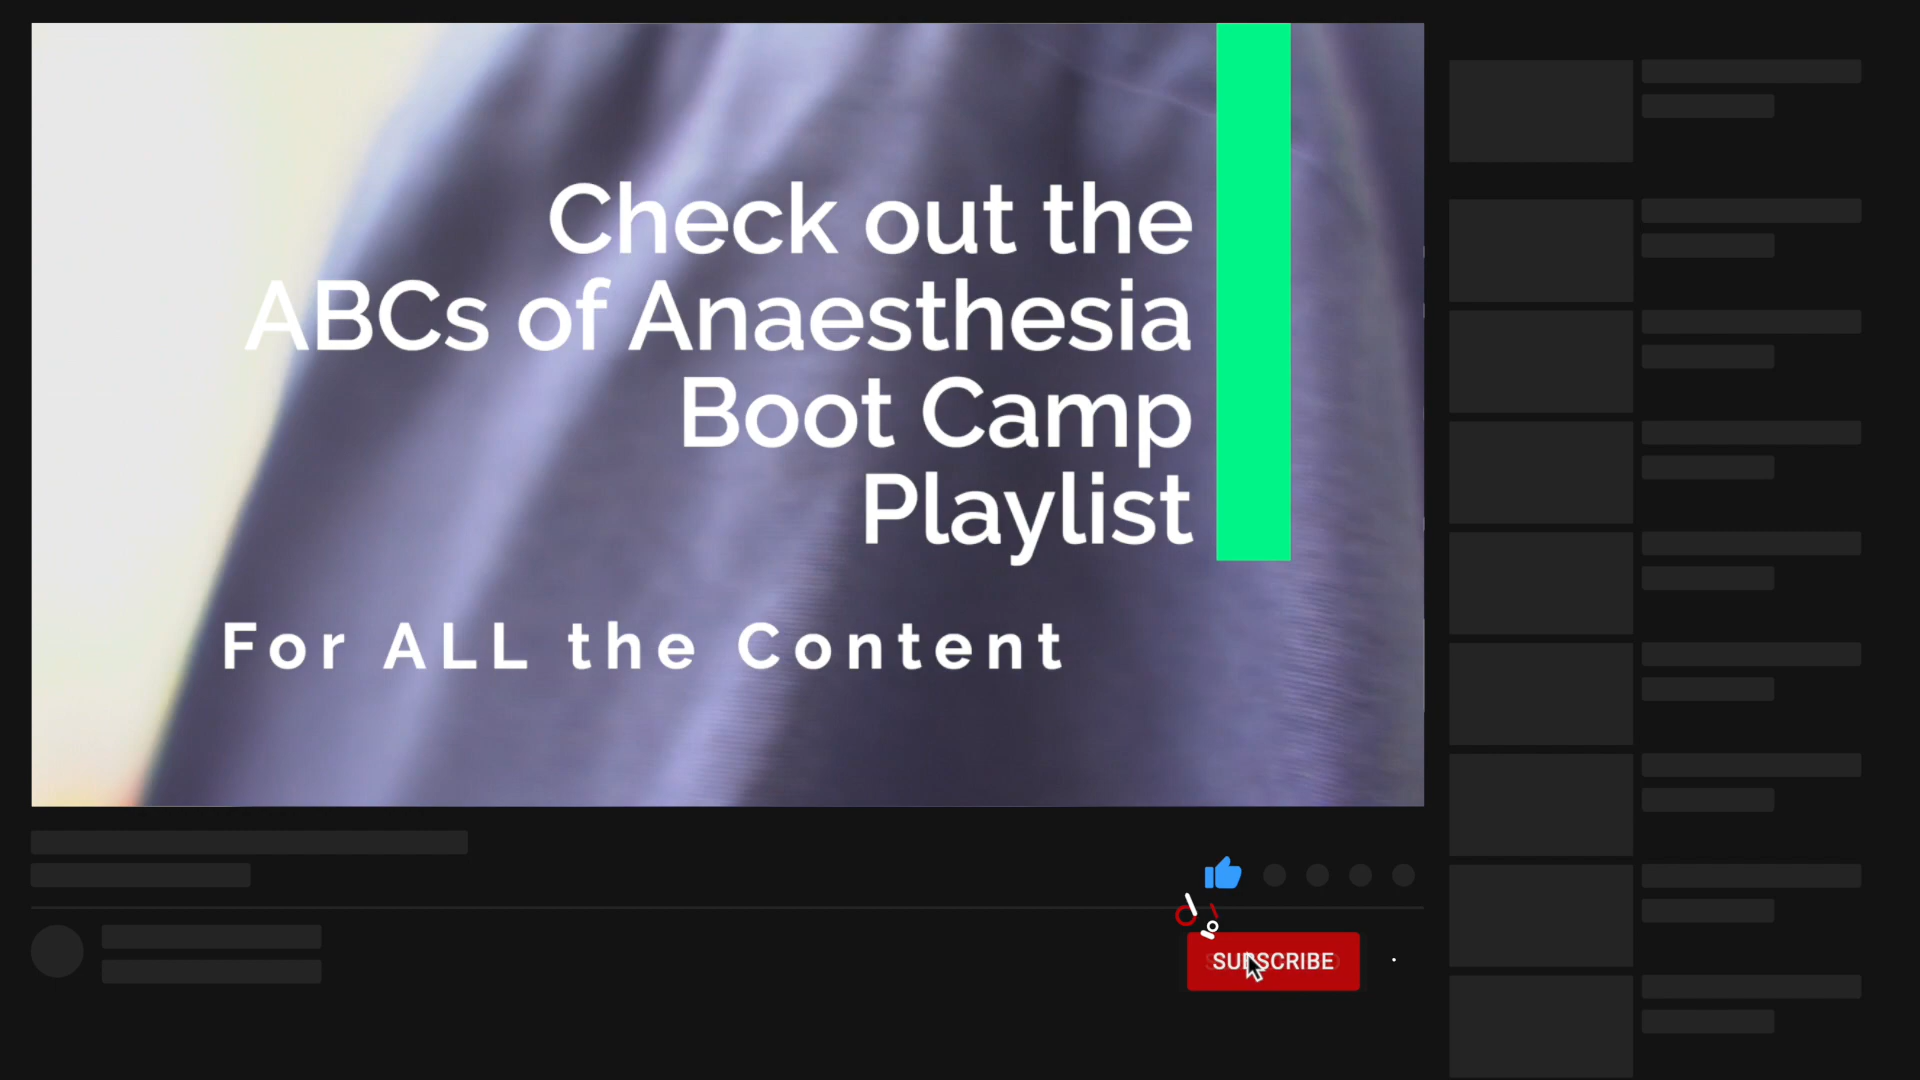 Check out the
ABCs of Anaesthesia
Boot Camp
Playlist
For ALL the Content
SUBSCRIBE